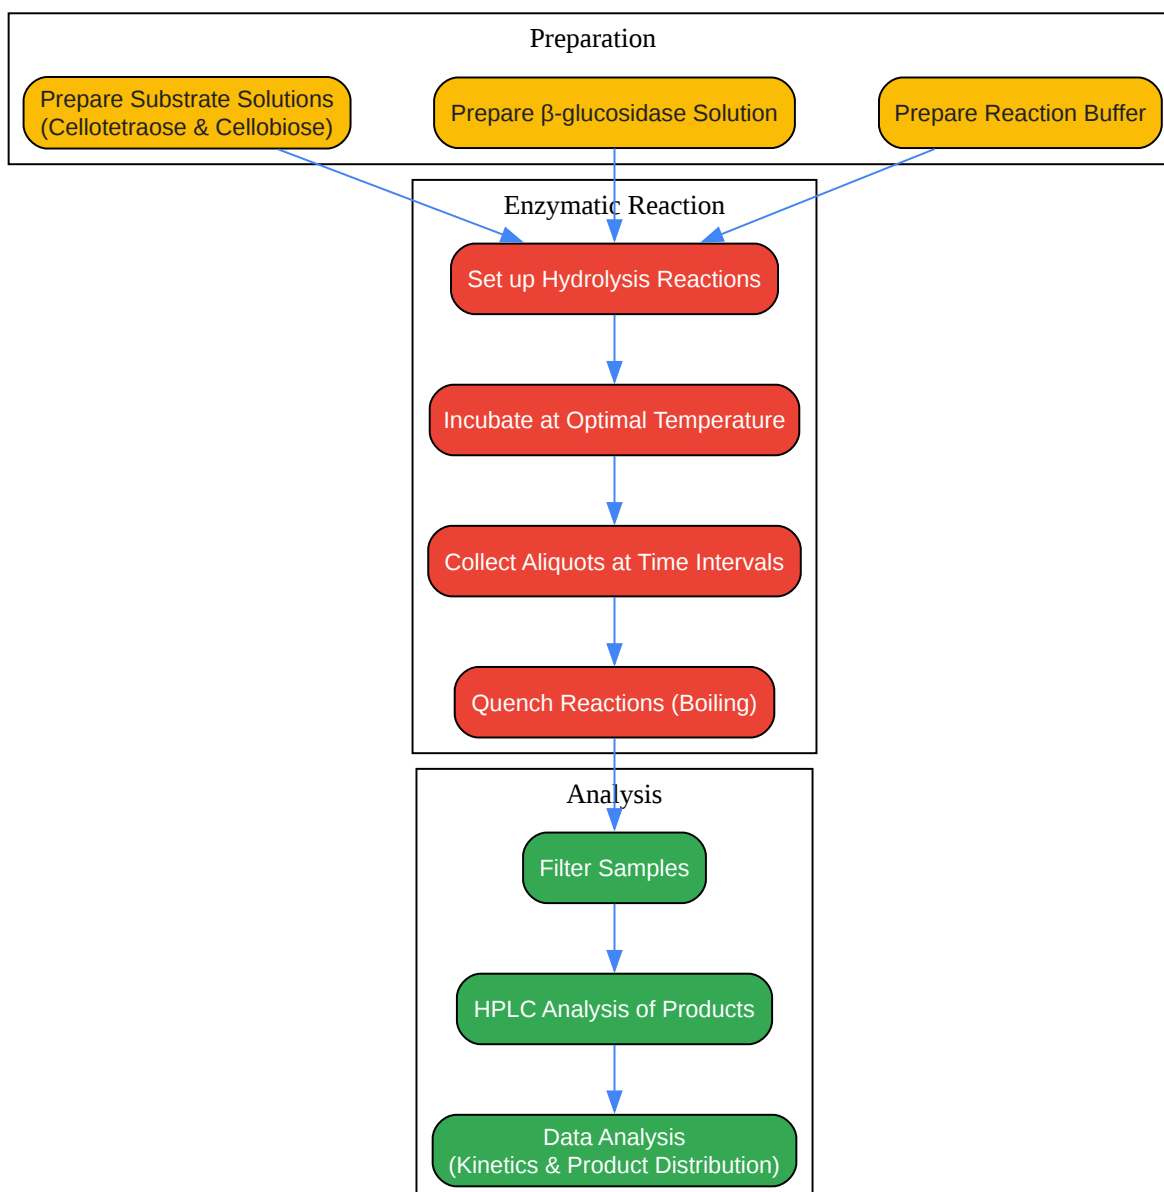 Preparation
Prepare Substrate Solutions
(Cellotetraose & Cellobiose)
Prepare β-glucosidase Solution
Prepare Reaction Buffer
Enzymatic Reaction
Set up Hydrolysis Reactions
Incubate at Optimal Temperature
Collect Aliquots at Time Intervals
Quench Reactions (Boiling)
Analysis
Filter Samples
HPLC Analysis of Products
Data Analysis
(Kinetics & Product Distribution)